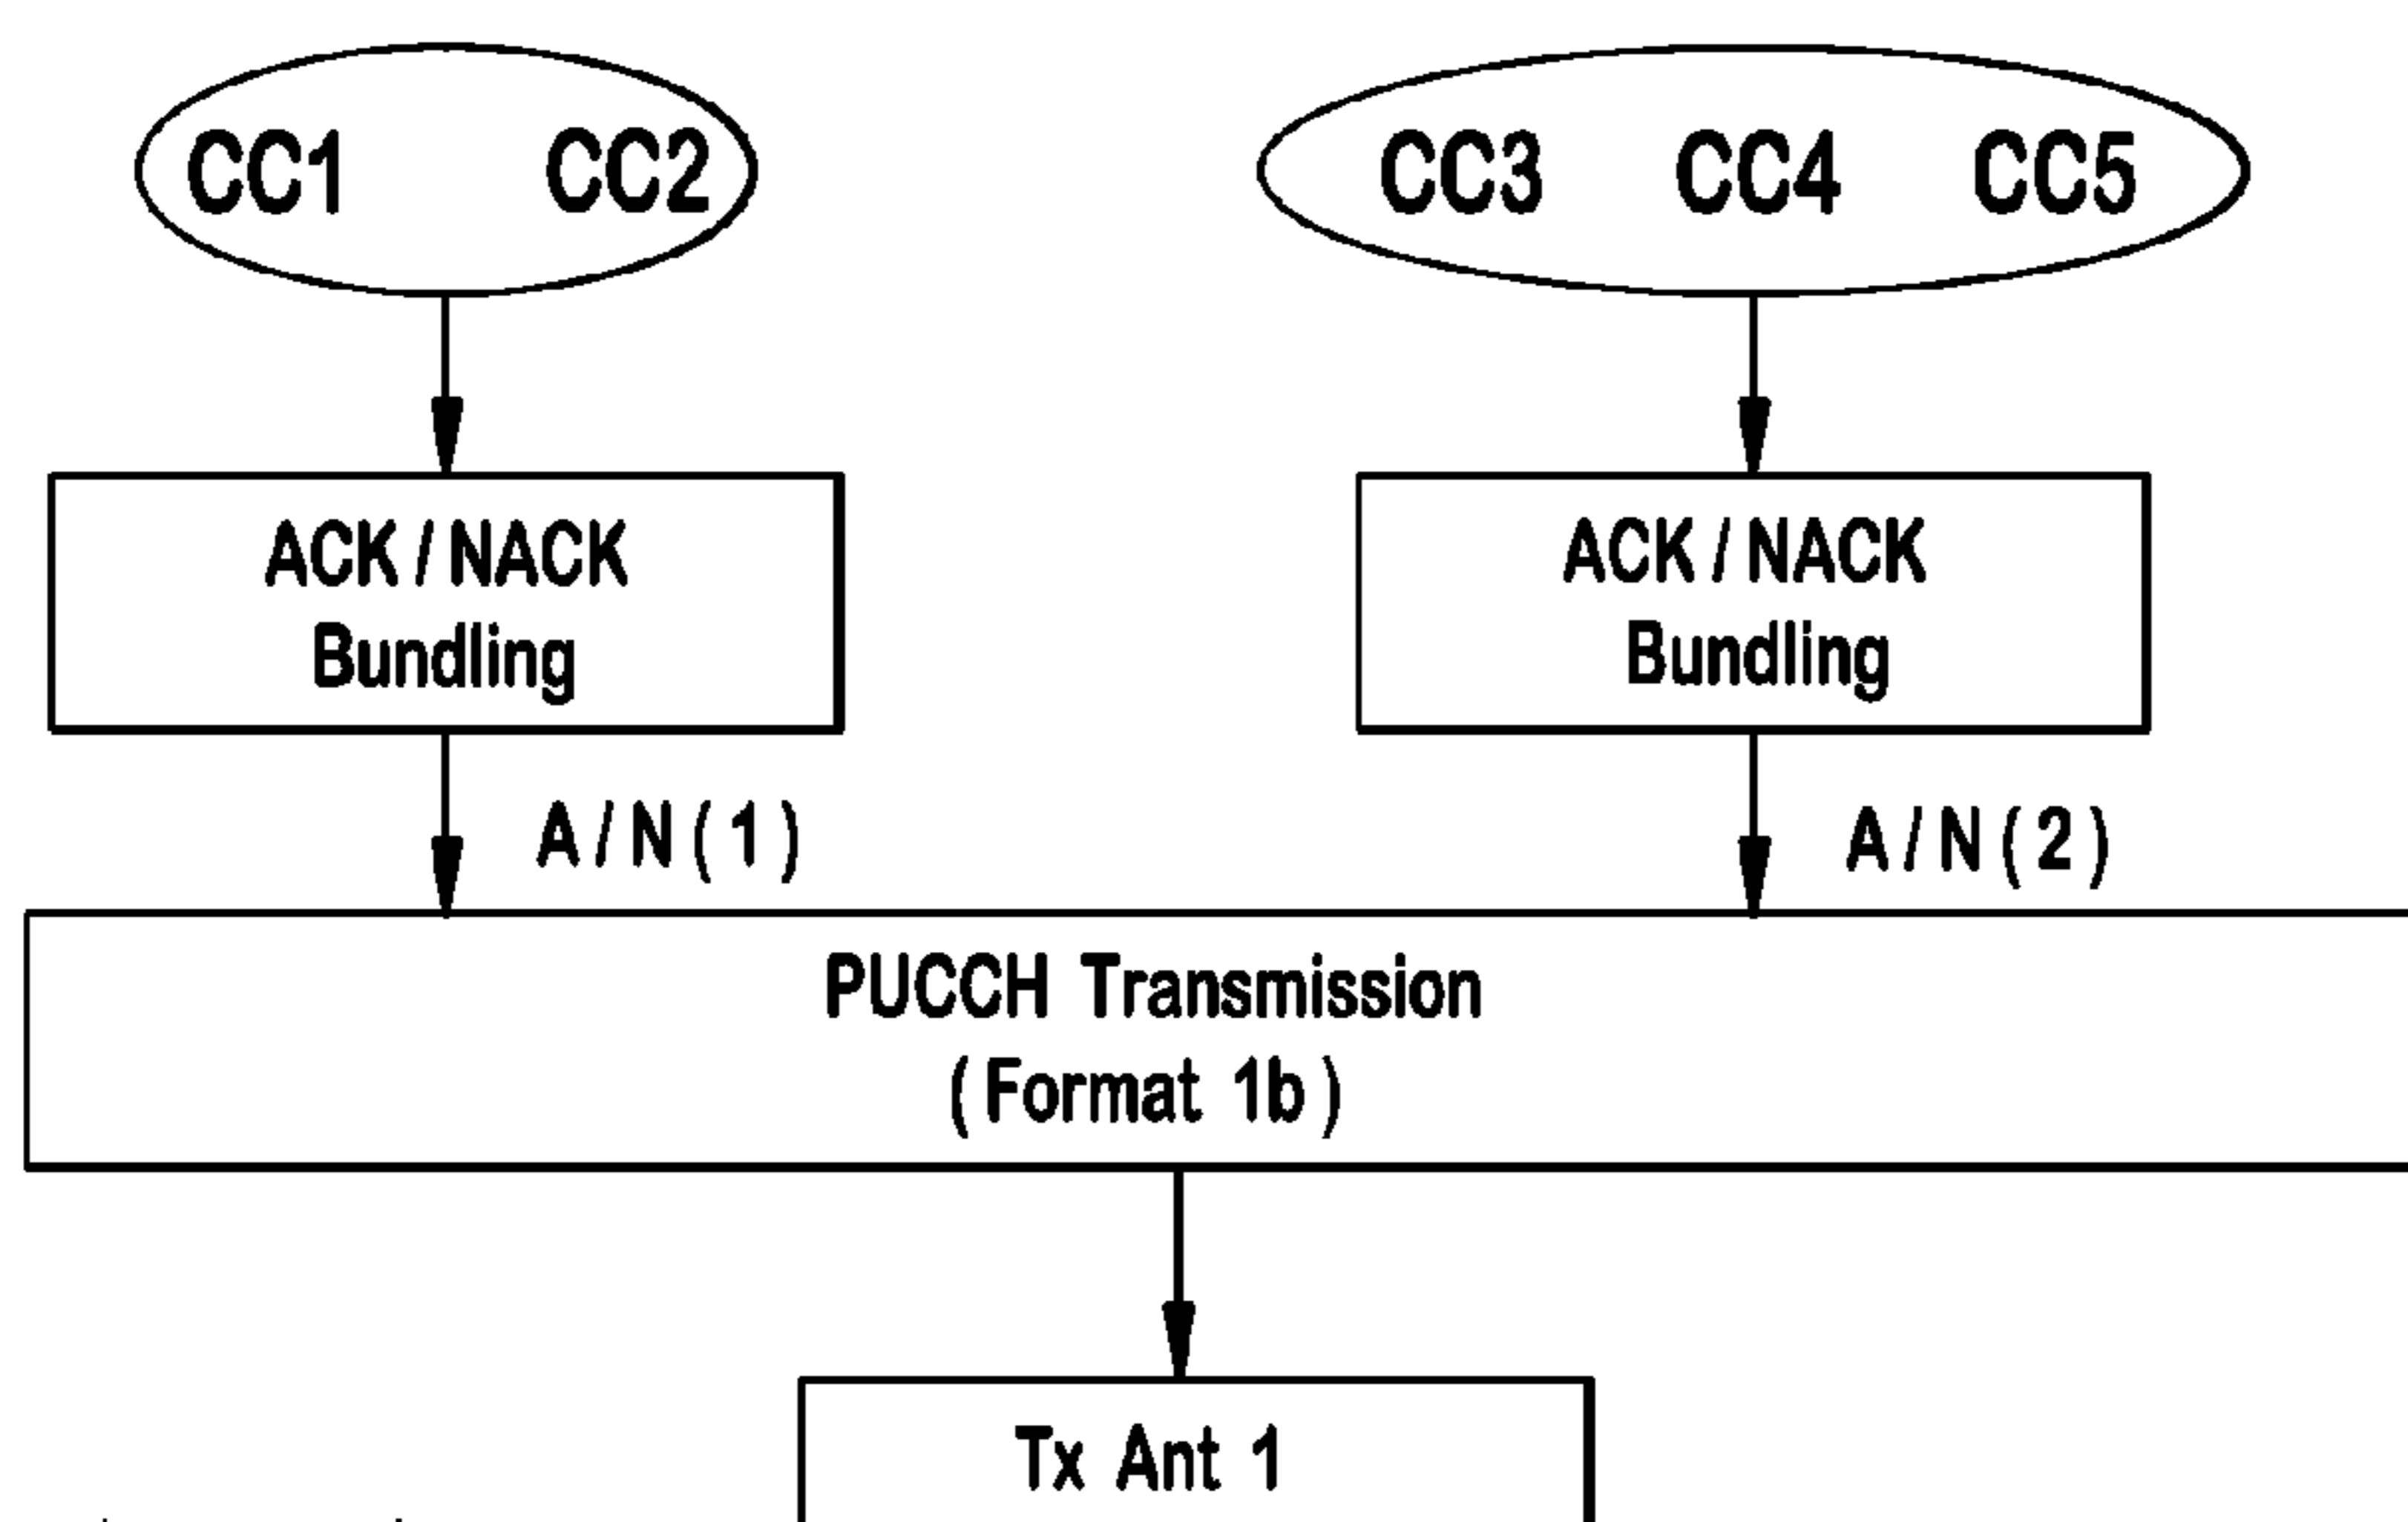 CC1 CC2
CC3 CC4 CC5
ACK / NACK
Bundling
ACK / NACK
Bundling
A / N ( 1 )
A / N ( 2 )
PUCCH Transmission
( Format 1b )
Tx Ant 1